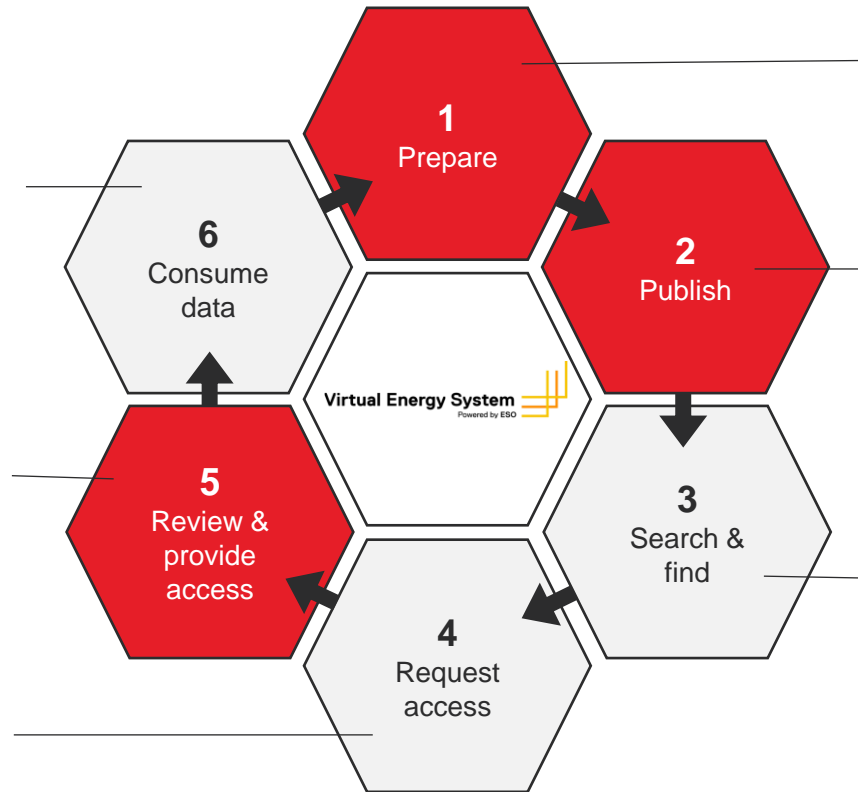 1
Prepare
2
Publish
3
Search &
find
4
Request
access
5
Review &
provide
access
6
Consume
data
Virtual Energy System
Powered by ESO